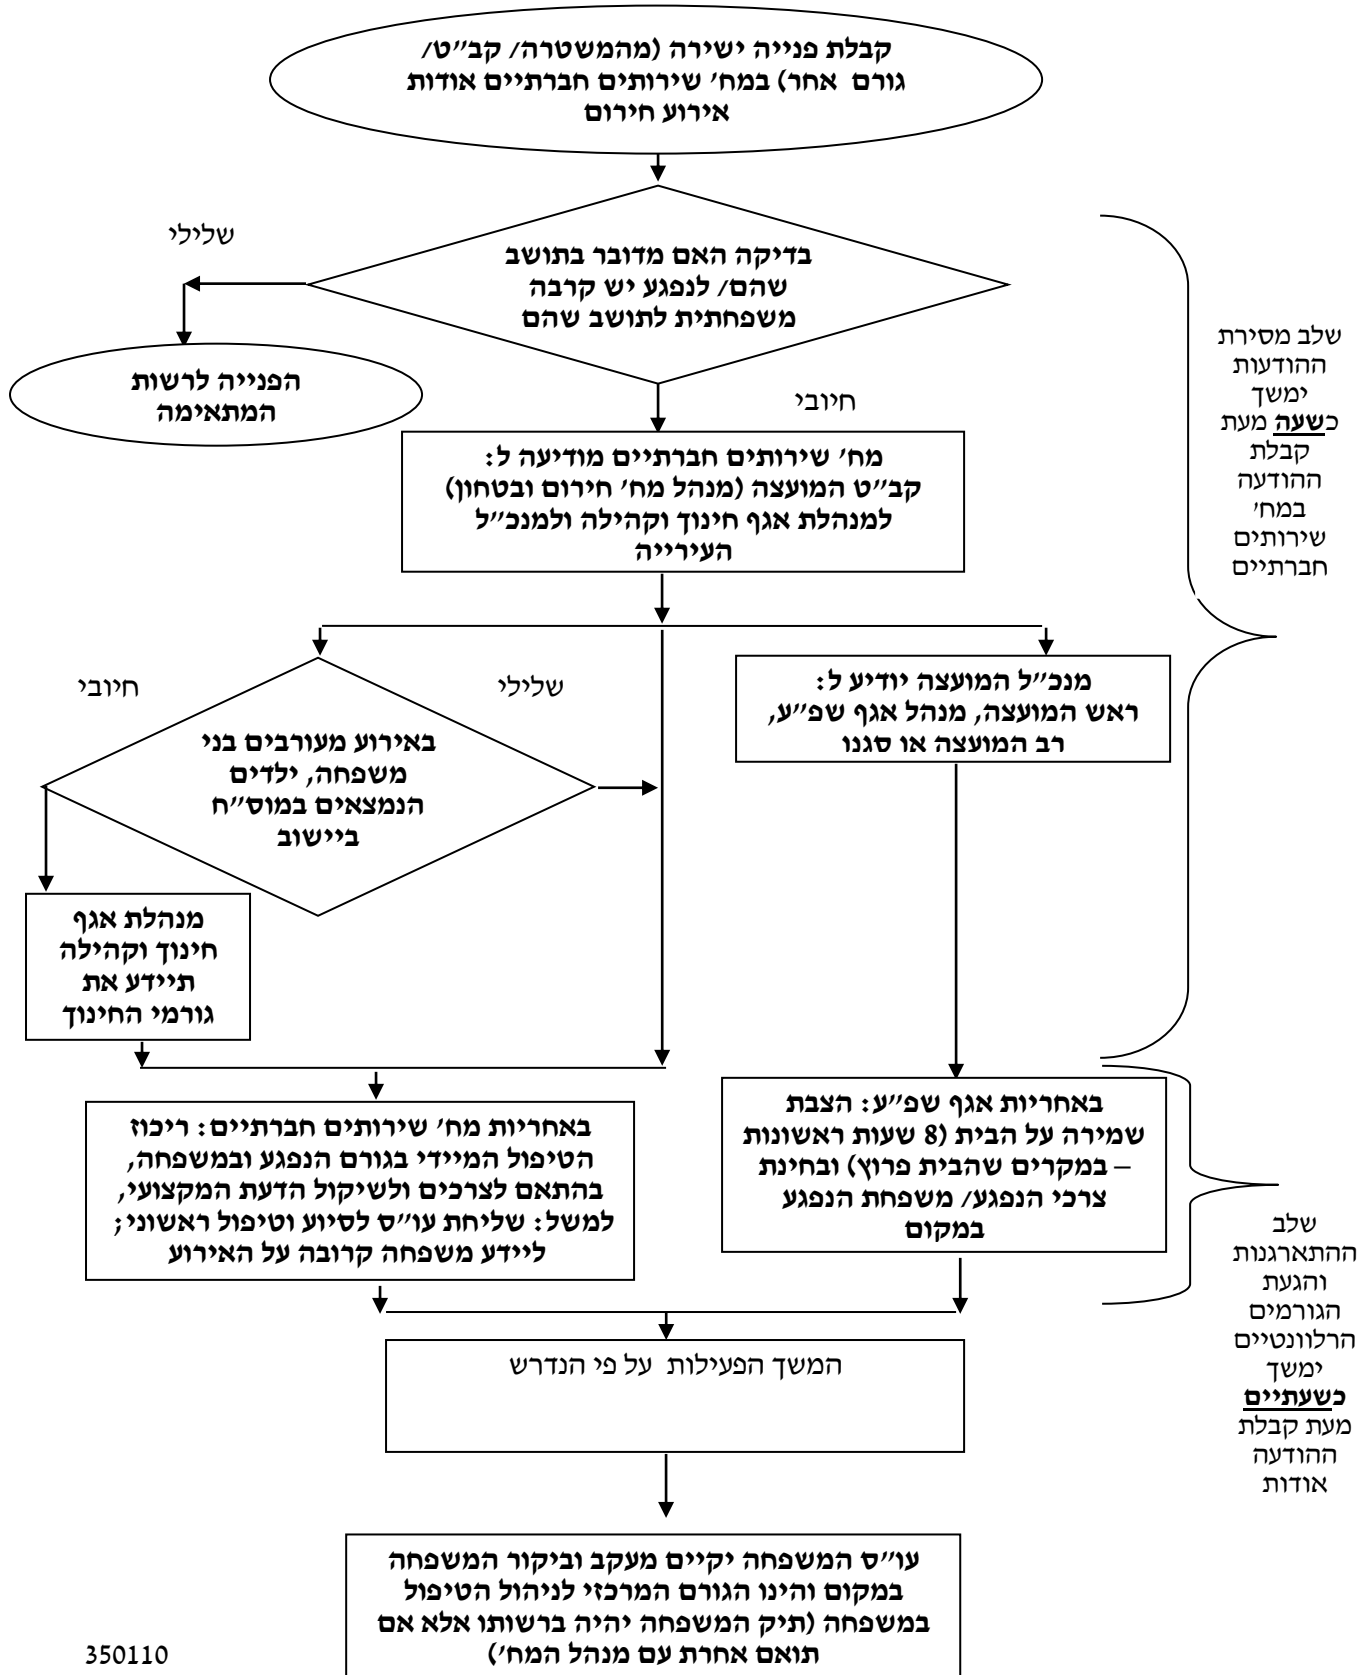 קבלת פנייה ישירה (מהמשטרה/ קב״ט/
גורם  אחר) במח׳ שירותים חברתיים אודות
אירוע חירום
שלילי
בדיקה האם מדובר בתושב
שהם/ לנפגע יש קרבה
משפחתית לתושב שהם
הפנייה לרשות
המתאימה
חיובי
שלב מסירת
ההודעות
ימשך
כשעה מעת
קבלת
ההודעה
במח׳
שירותים
חברתיים
מח׳ שירותים חברתיים מודיעה ל:
קב״ט המועצה (מנהל מח׳ חירום ובטחון)
למנהלת אגף חינוך וקהילה ולמנכ״ל
העירייה
מנכ״ל המועצה יודיע ל:
ראש המועצה, מנהל אגף שפ״ע,
רב המועצה או סגנו
שלילי
חיובי
באירוע מעורבים בני
משפחה, ילדים
הנמצאים במוס״ח
ביישוב
מנהלת אגף
חינוך וקהילה
תיידע את
גורמי החינוך
באחריות אגף שפ״ע: הצבת
שמירה על הבית (8 שעות ראשונות
– במקרים שהבית פרוץ) ובחינת
צרכי הנפגע/ משפחת הנפגע
במקום
באחריות מח׳ שירותים חברתיים: ריכוז
הטיפול המיידי בגורם הנפגע ובמשפחה,
בהתאם לצרכים ולשיקול הדעת המקצועי,
למשל: שליחת עו״ס לסיוע וטיפול ראשוני;
ליידע משפחה קרובה על האירוע
שלב
ההתארגנות
והגעת
הגורמים
הרלוונטיים
ימשך
כשעתיים
מעת קבלת
ההודעה
אודות
המשך הפעילות  על פי הנדרש
עו״ס המשפחה יקיים מעקב וביקור המשפחה
במקום והינו הגורם המרכזי לניהול הטיפול
במשפחה (תיק המשפחה יהיה ברשותו אלא אם
תואם אחרת עם מנהל המח׳)
350110